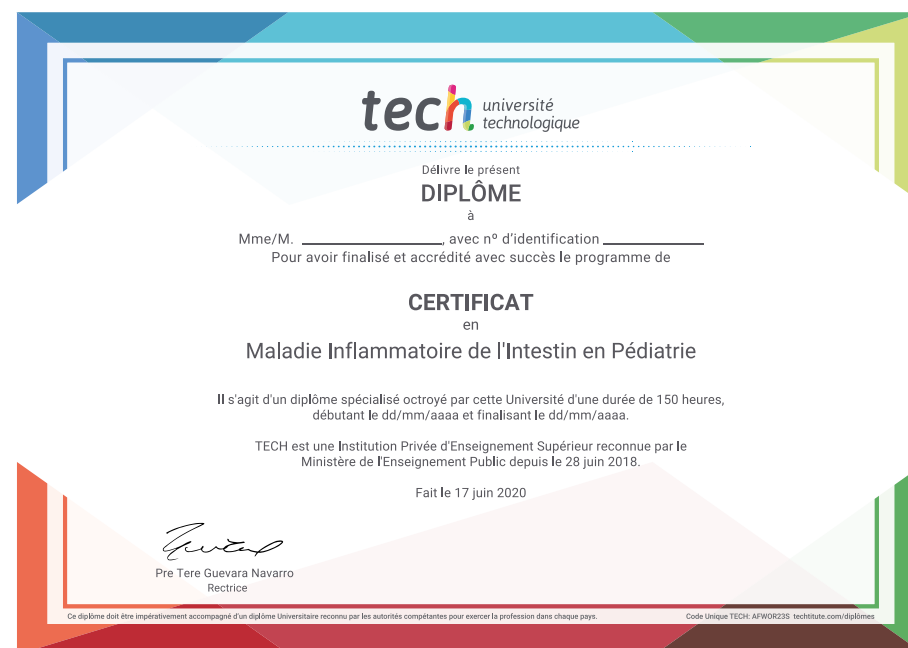 tech université
technologique
Délivre le présent
DIPLÔME
à
Mme/M. ____________________, avec nº d'identification ______________
Pour avoir finalisé et accrédité avec succès le programme de
CERTIFICAT
en
Maladie Inflammatoire de l'Intestin en Pédiatrie
Il s'agit d'un diplôme spécialisé octroyé par cette Université d'une durée de 150 heures,
débutant le dd/mm/aaaa et finalisant le dd/mm/aaaa.
TECH est une Institution Privée d'Enseignement Supérieur reconnue par le
Ministère de l'Enseignement Public depuis le 28 juin 2018.
Fait le 17 juin 2020
Pre Tere Guevara Navarro
Rectrice
Ce diplôme doit être impérativement accompagné d'un diplôme Universitaire reconnu par les autorités compétentes pour exercer la profession dans chaque pays. Code Unique TECH: AFWOR23S techtitute.com/diplômes